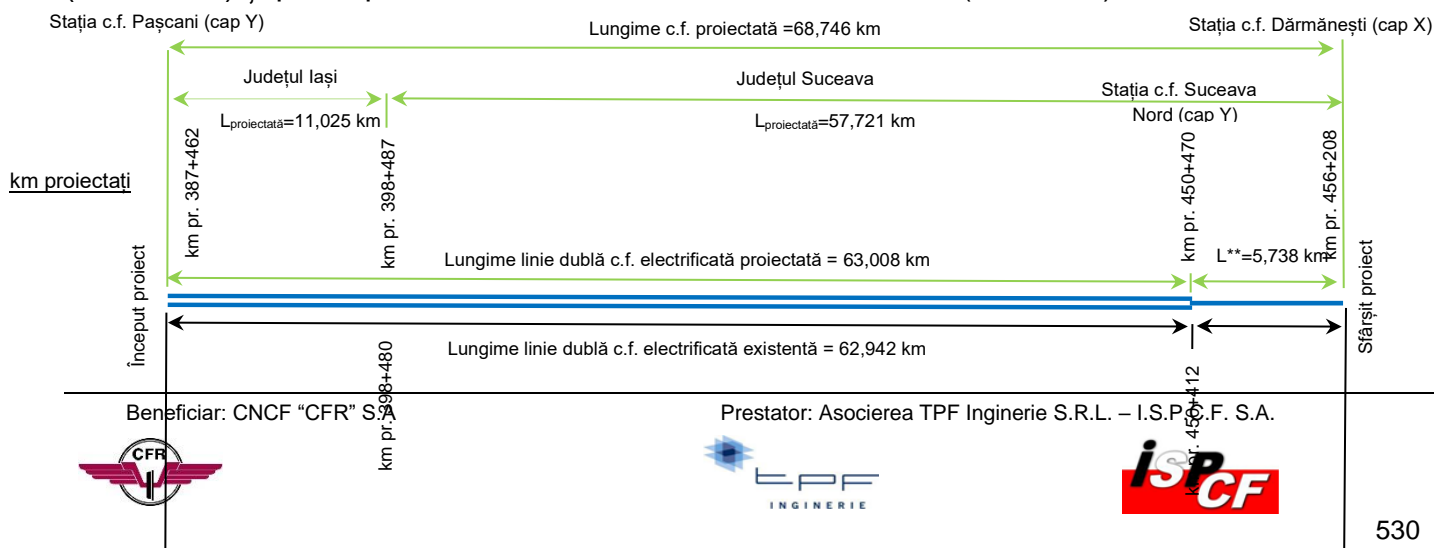 Stația c.f. Pașcani (cap Y)
Lungime c.f. proiectată =68,746 km
Stația c.f. Dărmănești (cap X)
Județul Iași
Județul Suceava
Stația c.f. Suceava
Nord (cap Y)
Lproiectată=11,025 km
Lproiectată=57,721 km
km proiectați
km pr. 387+462
km pr. 398+487
km pr. 450+470
km pr. 456+208
Început proiect
Lungime linie dublă c.f. electrificată proiectată = 63,008 km
L**=5,738 km
Sfârșit proiect
Lungime linie dublă c.f. electrificată existentă = 62,942 km
km pr. 398+480
Beneficiar: CNCF “CFR” S.A
Prestator: Asocierea TPF Inginerie S.R.L. – I.S.P.C.F. S.A.
CFR
tpf
INGINERIE
iSPCF
530